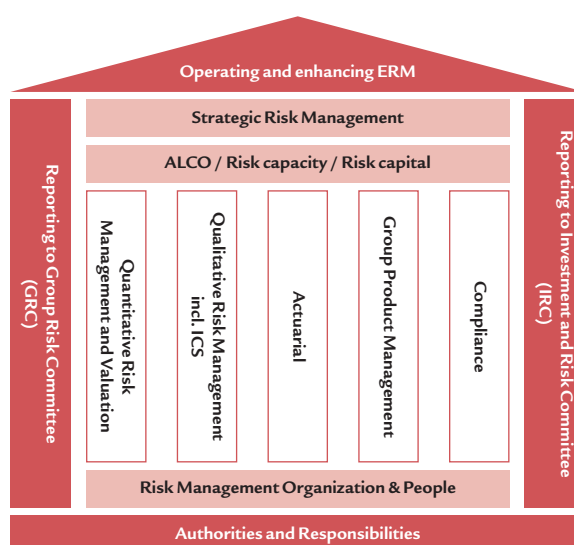 Operating and enhancing ERM
Strategic Risk Management
ALCO / Risk capacity / Risk capital
Reporting to Group Risk Committee
(GRC)
Quantitative Risk
Management and Valuation
Qualitative Risk Management
incl. ICS
Actuarial
Group Product Management
Compliance
Reporting to Investment and Risk Committee
(IRC)
Risk Management Organization & People
Authorities and Responsibilities